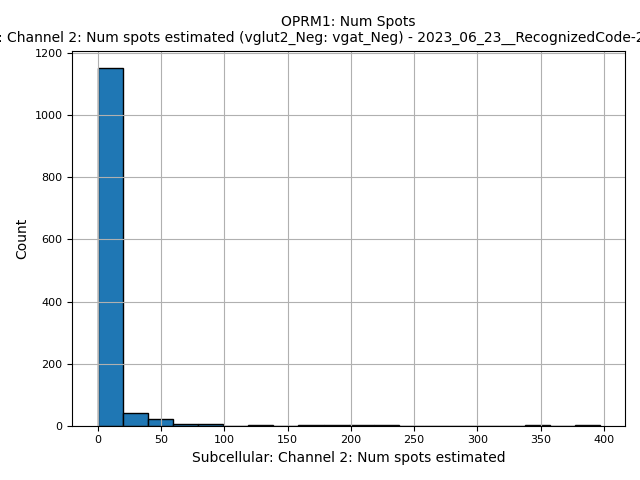 OPRM1: Num Spots
: Channel 2: Num spots estimated (vglut2_Neg: vgat_Neg) - 2023_06_23__RecognizedCode-2
1200
1000
800
600
400
200
0
Count
0 50 100 150 200 250 300 350 400
Subcellular: Channel 2: Num spots estimated